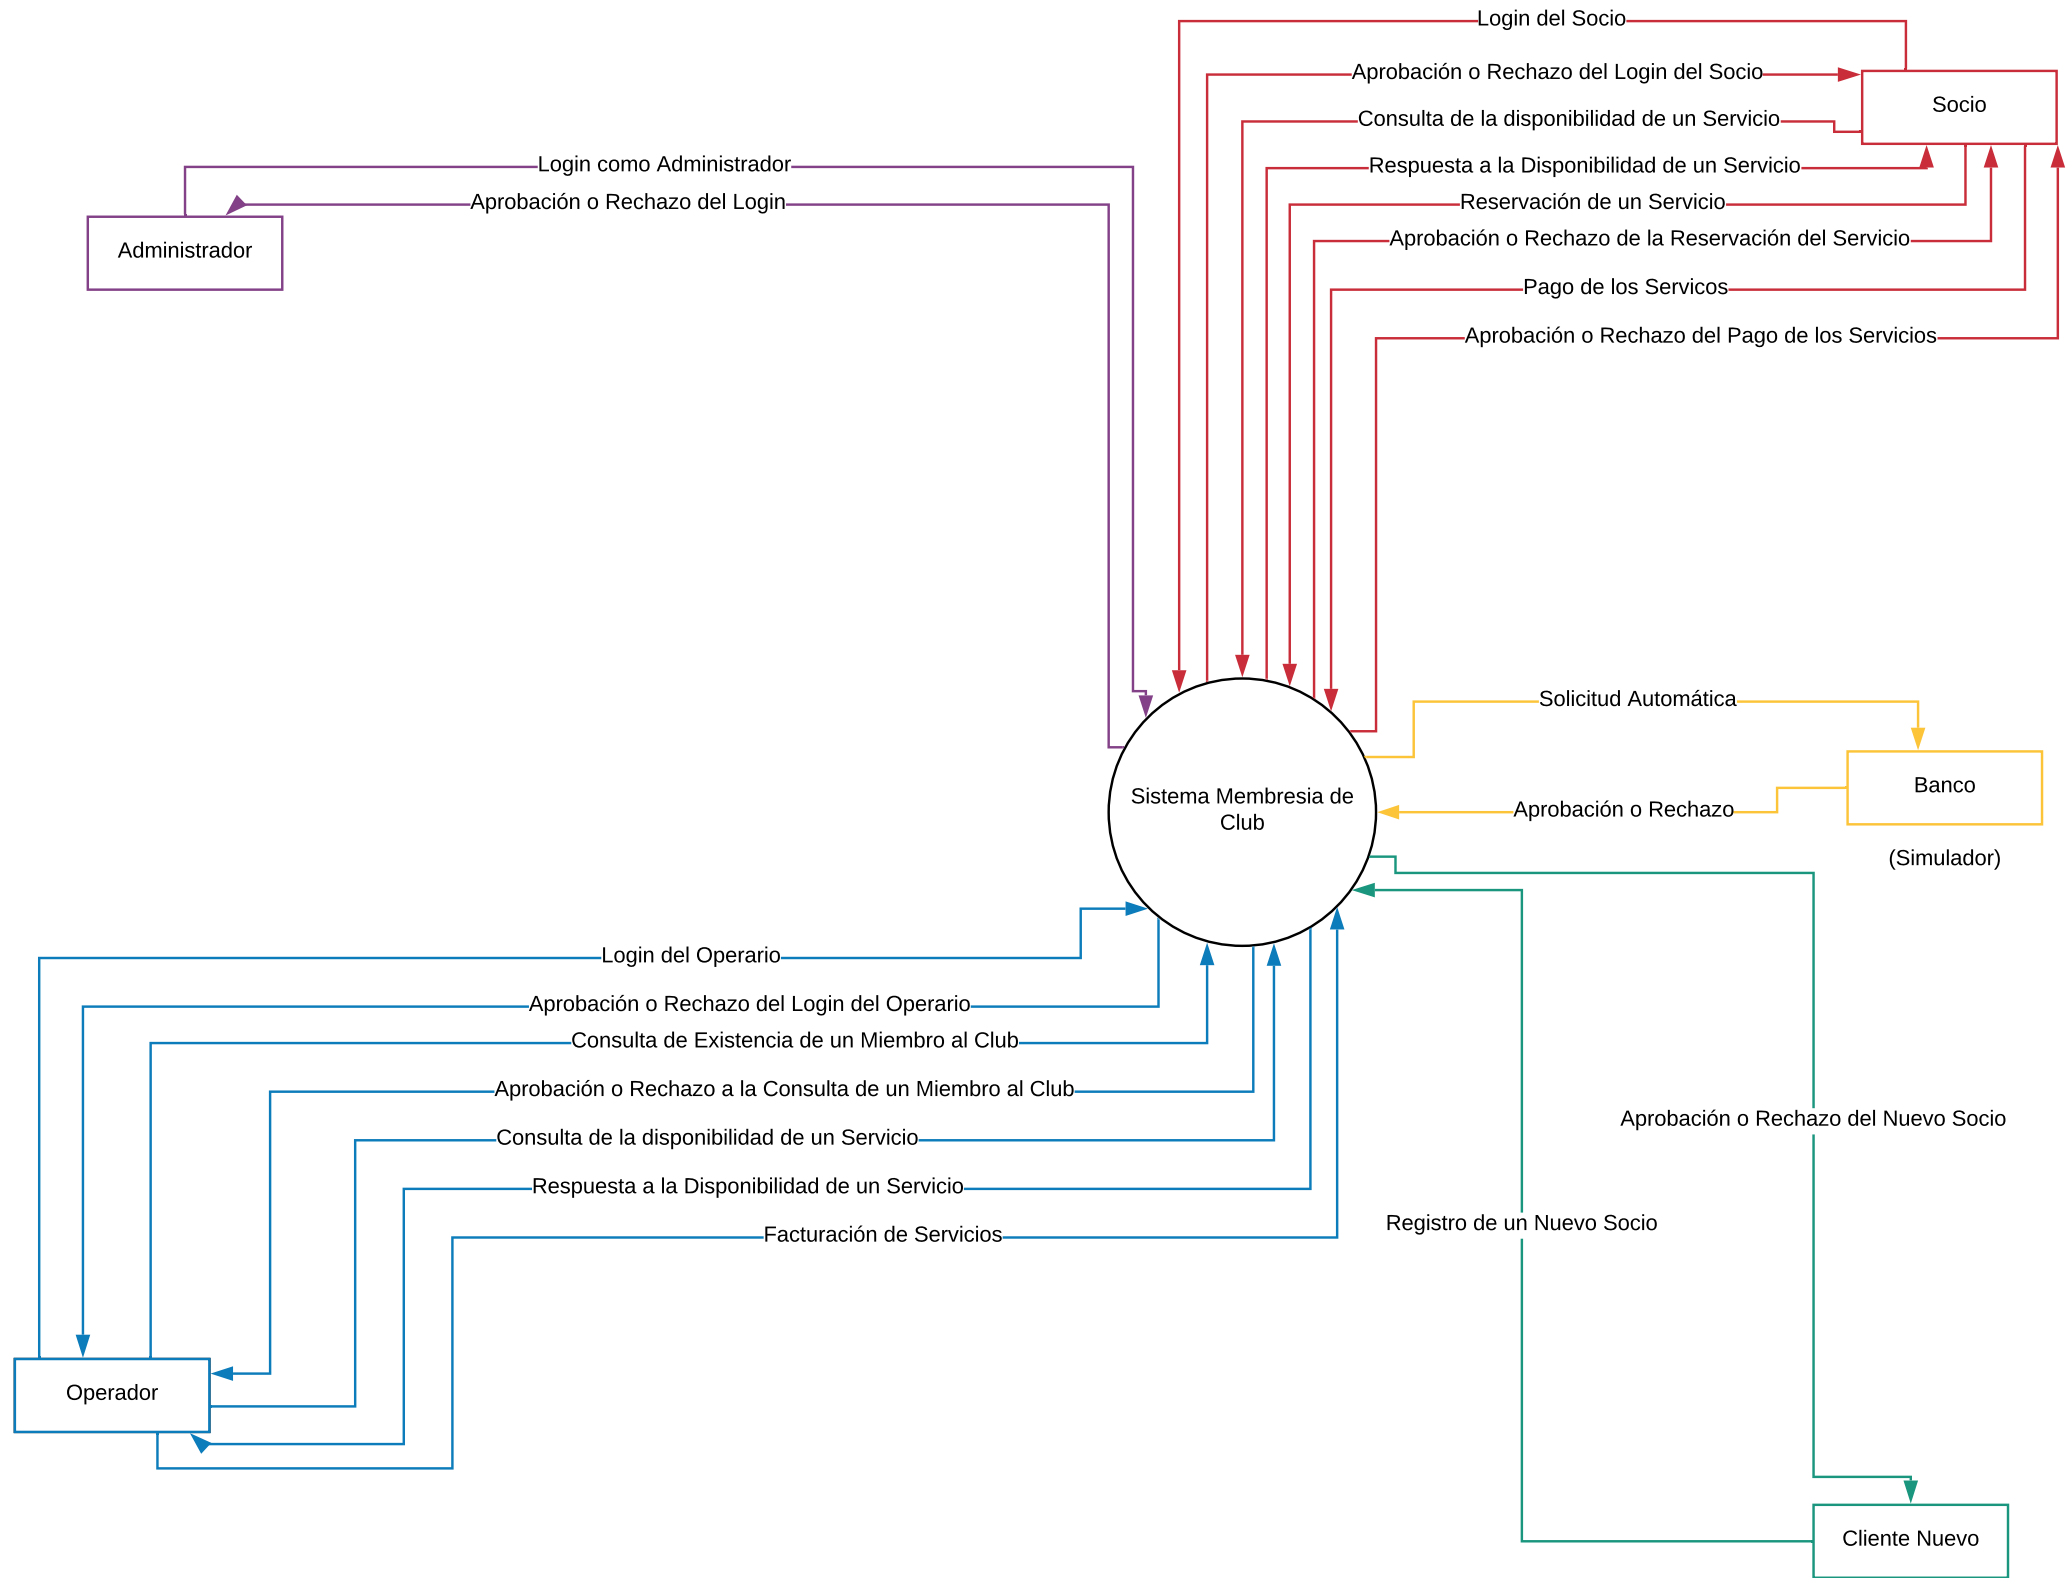 Login del Socio
Aprobación o Rechazo del Login del Socio
Socio
Consulta de la disponibilidad de un Servicio
Login como Administrador
Respuesta a la Disponibilidad de un Servicio
Aprobación o Rechazo del Login
Reservación de un Servicio
Administrador
Aprobación o Rechazo de la Reservación del Servicio
Pago de los Servicos
Aprobación o Rechazo del Pago de los Servicios
Solicitud Automática
Banco
Sistema Membresia de
Club
Aprobación o Rechazo
(Simulador)
Login del Operario
Aprobación o Rechazo del Login del Operario
Consulta de Existencia de un Miembro al Club
Aprobación o Rechazo a la Consulta de un Miembro al Club
Aprobación o Rechazo del Nuevo Socio
Consulta de la disponibilidad de un Servicio
Respuesta a la Disponibilidad de un Servicio
Registro de un Nuevo Socio
Facturación de Servicios
Operador
Cliente Nuevo